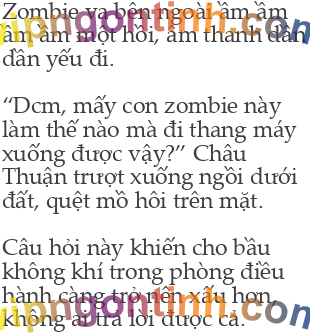 Zombie va bên ngoài ầm ầm
ầm ầm một hồi, âm thanh dần
dần yếu đi.
“Dcm, mấy con zombie này
làm thế nào mà đi thang máy
xuống được vậy?” Châu
Thuận trượt xuống ngồi dưới
đất, quệt mồ hôi trên mặt.
Câu hỏi này khiến cho bầu
không khí trong phòng điều
hành càng trở nên xấu hơn,
không ai trả lời được cả.
vipngontinh.com
vipngontinh.com